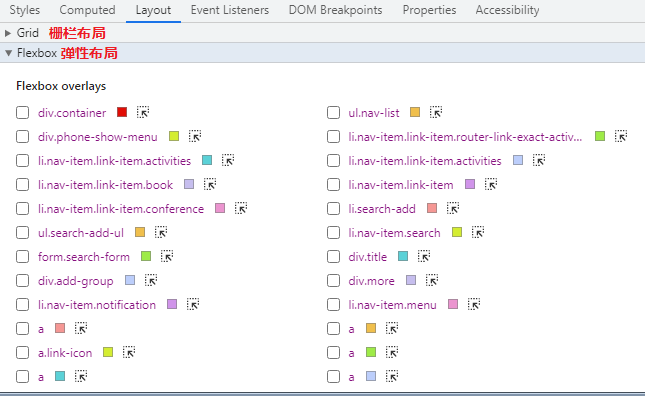 Styles Computed Layout Event Listeners DOM Breakpoints Properties Accessibility
Grid 栅栏布局
Flexbox 弹性布局
Flexbox overlays
div.container ul.nav-list
div.phone-show-menu li.nav-item.link-item.router-link-exact-activ...
li.nav-item.link-item.activities li.nav-item.link-item.activities
li.nav-item.link-item.book li.nav-item.link-item
li.nav-item.link-item.conference li.search-add
ul.search-add-ul li.nav-item.search
form.search-form div.title
div.add-group div.more
li.nav-item.notification li.nav-item.menu
a a
a.link-icon a
a a